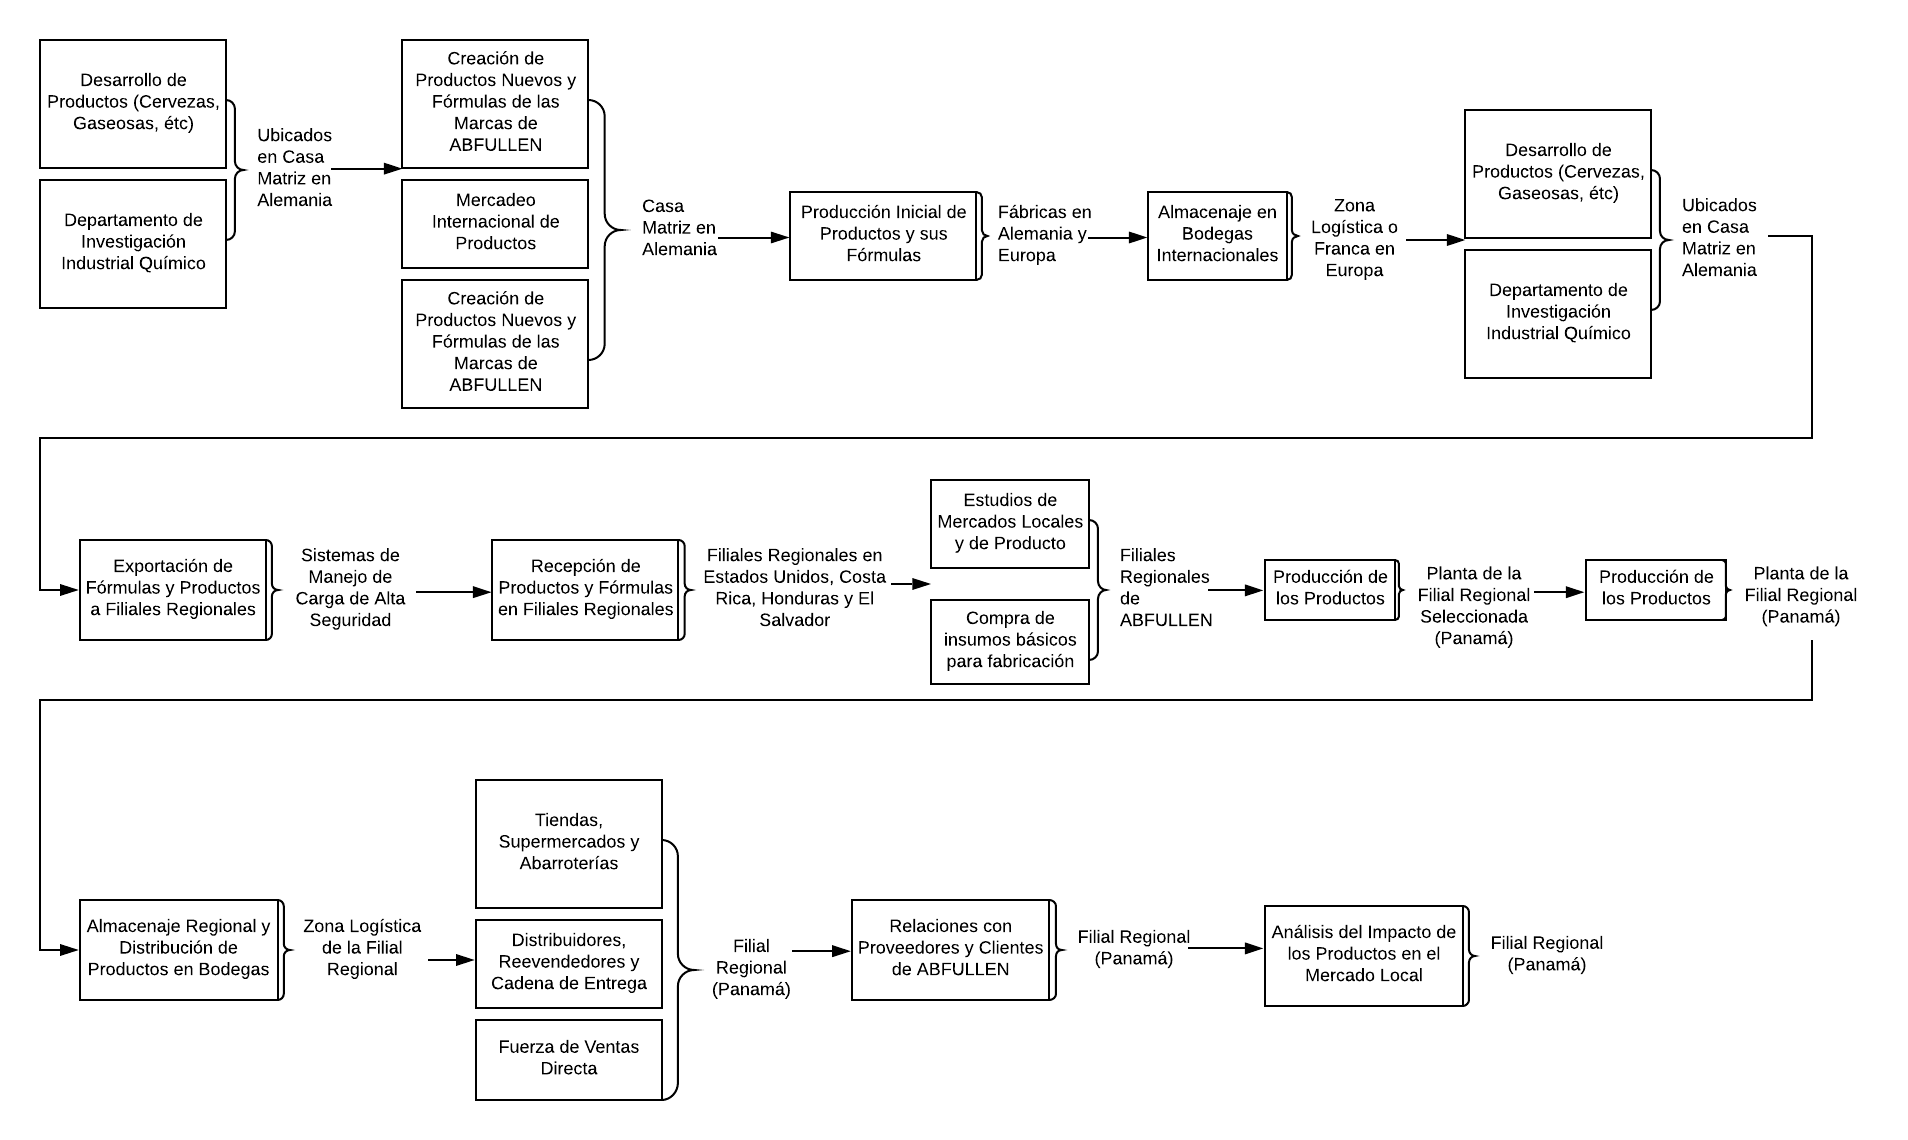 Desarrollo de
Productos (Cervezas,
Gaseosas, étc)
Departamento de
Investigación
Industrial Químico
Ubicados
en Casa
Matriz en
Alemania
Creación de
Productos Nuevos y
Fórmulas de las
Marcas de
ABFULLEN
Mercadeo
Internacional de
Productos
Creación de
Productos Nuevos y
Fórmulas de las
Marcas de
ABFULLEN
Casa
Matriz en
Alemania
Producción Inicial de
Productos y sus
Fórmulas
Fábricas en
Alemania y
Europa
Almacenaje en
Bodegas
Internacionales
Zona
Logística o
Franca en
Europa
Desarrollo de
Productos (Cervezas,
Gaseosas, étc)
Departamento de
Investigación
Industrial Químico
Ubicados
en Casa
Matriz en
Alemania
Exportación de
Fórmulas y Productos
a Filiales Regionales
Sistemas de
Manejo de
Carga de Alta
Seguridad
Recepción de
Productos y Fórmulas
en Filiales Regionales
Filiales Regionales en
Estados Unidos, Costa
Rica, Honduras y El
Salvador
Estudios de
Mercados Locales
y de Producto
Compra de
insumos básicos
para fabricación
Filiales
Regionales
de
ABFULLEN
Producción de
los Productos
Planta de la
Filial Regional
Seleccionada
(Panamá)
Producción de
los Productos
Planta de la
Filial Regional
(Panamá)
Almacenaje Regional y
Distribución de
Productos en Bodegas
Zona Logística
de la Filial
Regional
Tiendas,
Supermercados y
Abarroterías
Distribuidores,
Reevendedores y
Cadena de Entrega
Fuerza de Ventas
Directa
Filial
Regional
(Panamá)
Relaciones con
Proveedores y Clientes
de ABFULLEN
Filial Regional
(Panamá)
Análisis del Impacto de
los Productos en el
Mercado Local
Filial Regional
(Panamá)